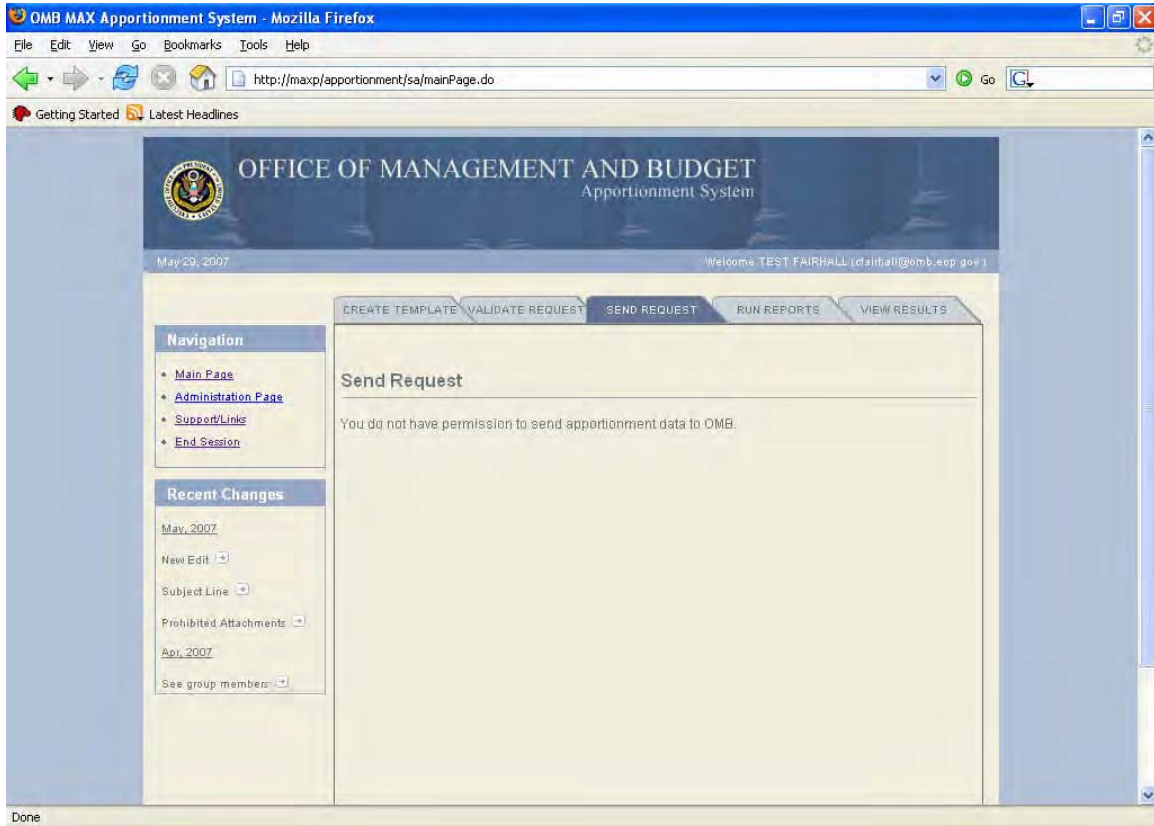 OMB MAX Apportionment System - Mozilla Firefox
File Edit View Go Bookmarks Tools Help
http://maxp/apportionment/sa/mainPage.do
Go
Getting Started Latest Headlines
OFFICE OF MANAGEMENT AND BUDGET
Apportionment System
May 29, 2007 Welcome TEST FAIRHALL (cfairhall@omb.eop.gov)
CREATE TEMPLATE VALIDATE REQUEST SEND REQUEST RUN REPORTS VIEW RESULTS
Navigation
Main Page
Administration Page
Support/Links
End Session
Send Request
You do not have permission to send apportionment data to OMB.
Recent Changes
May, 2007
New Edit
Subject Line
Prohibited Attachments
Apr, 2007
See group members
Done